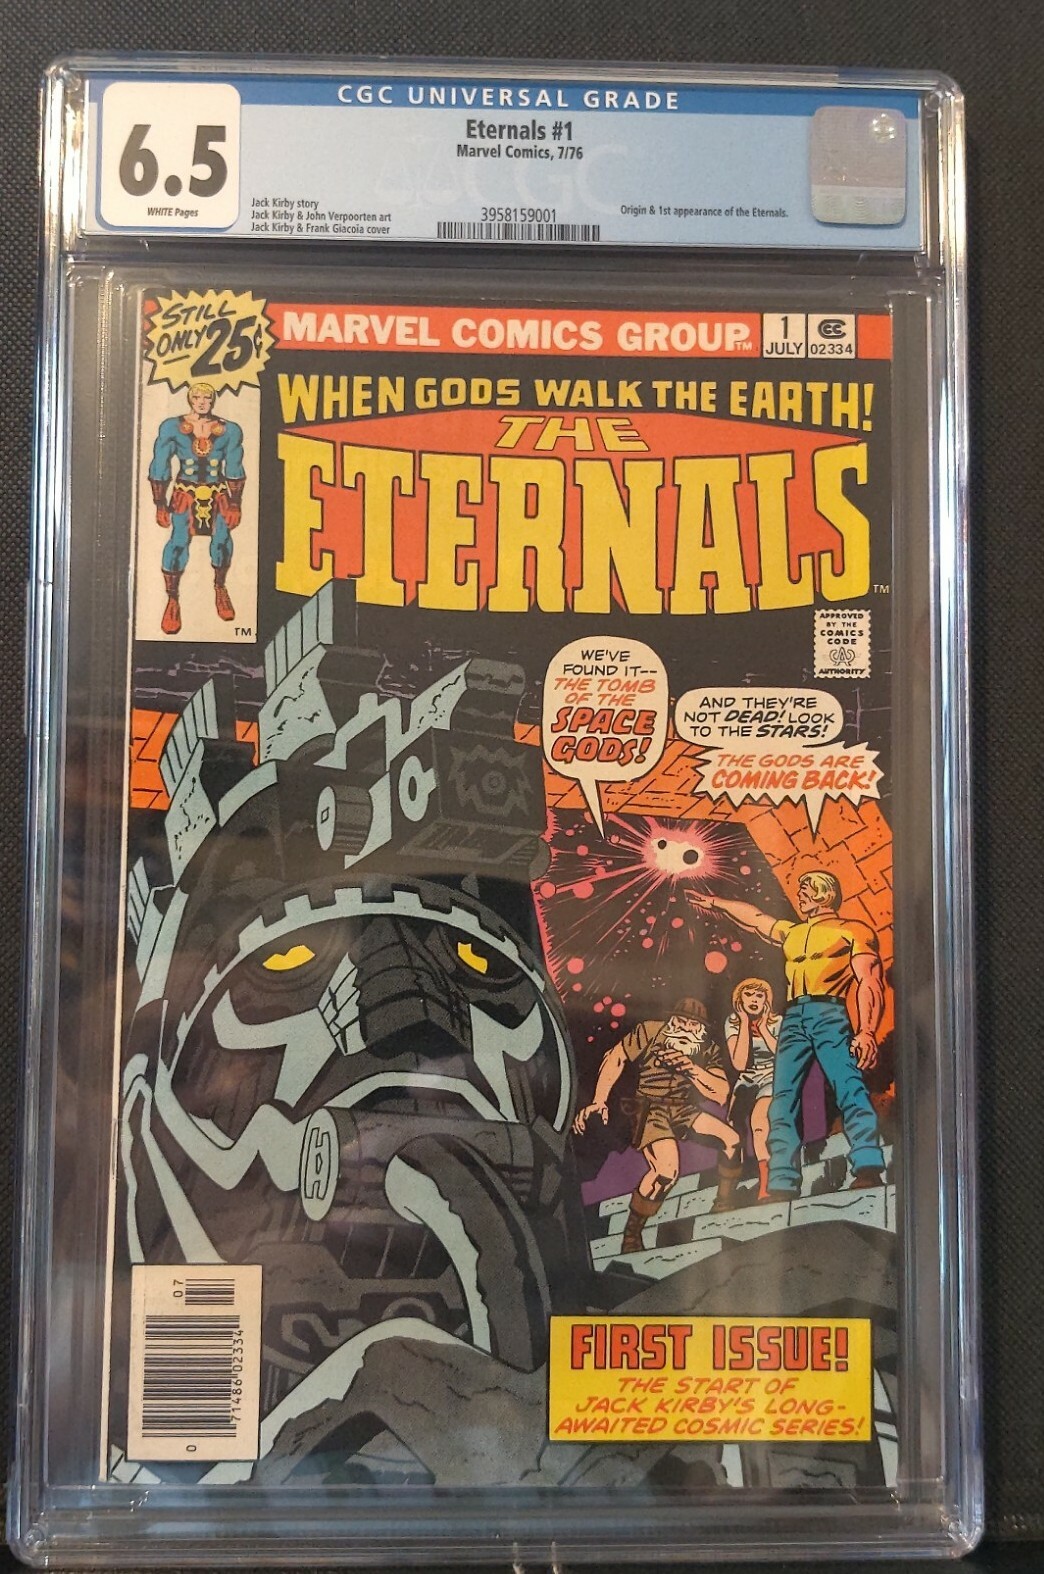 CGC UNIVERSAL GRADE
6.5
WHITE Pages
Eternals #1
Marvel Comics, 7/76
Jack Kirby story
Jack Kirby & John Verpoorten art
Jack Kirby & Frank Giacoia cover
3958159001
Origin & 1st appearance of the Eternals.
CGC
STILL
ONLY 25¢
MARVEL COMICS GROUP™
1
JULY
CC
02334
WHEN GODS WALK THE EARTH!
THE
ETERNALS™
TM
APPROVED
BY THE
COMICS
CODE
CA
AUTHORITY
WE'VE
FOUND IT--
THE TOMB
OF THE
SPACE
GODS!
AND THEY'RE
NOT DEAD! LOOK
TO THE STARS!
THE GODS ARE
COMING BACK!
07
71486 02334
0
FIRST ISSUE!
THE START OF
JACK KIRBY'S LONG-
AWAITED COSMIC SERIES!